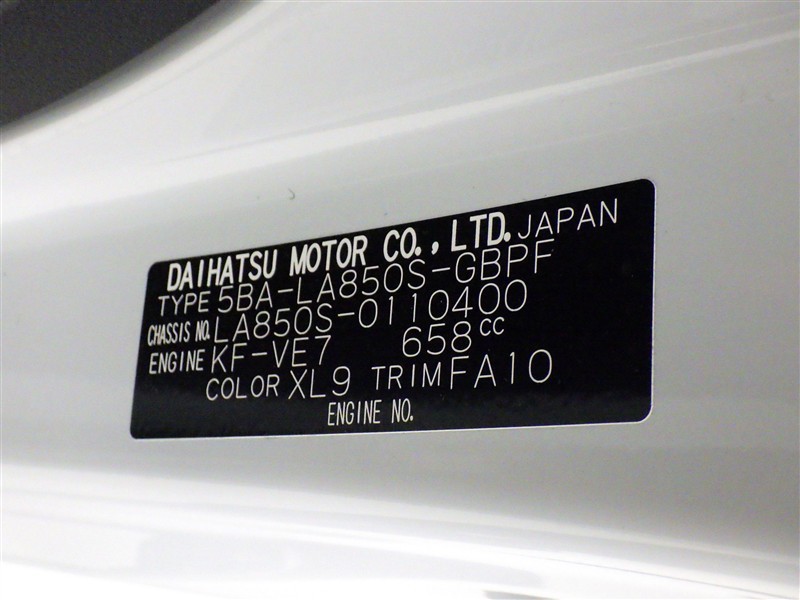 DAIHATSU MOTOR CO., LTD. JAPAN
TYPE 5BA-LA850S-GBPF
CHASSIS NO. LA850S-0110400
ENGINE KF-VE7 658cc
COLOR XL9 TRIM FA10
ENGINE NO.